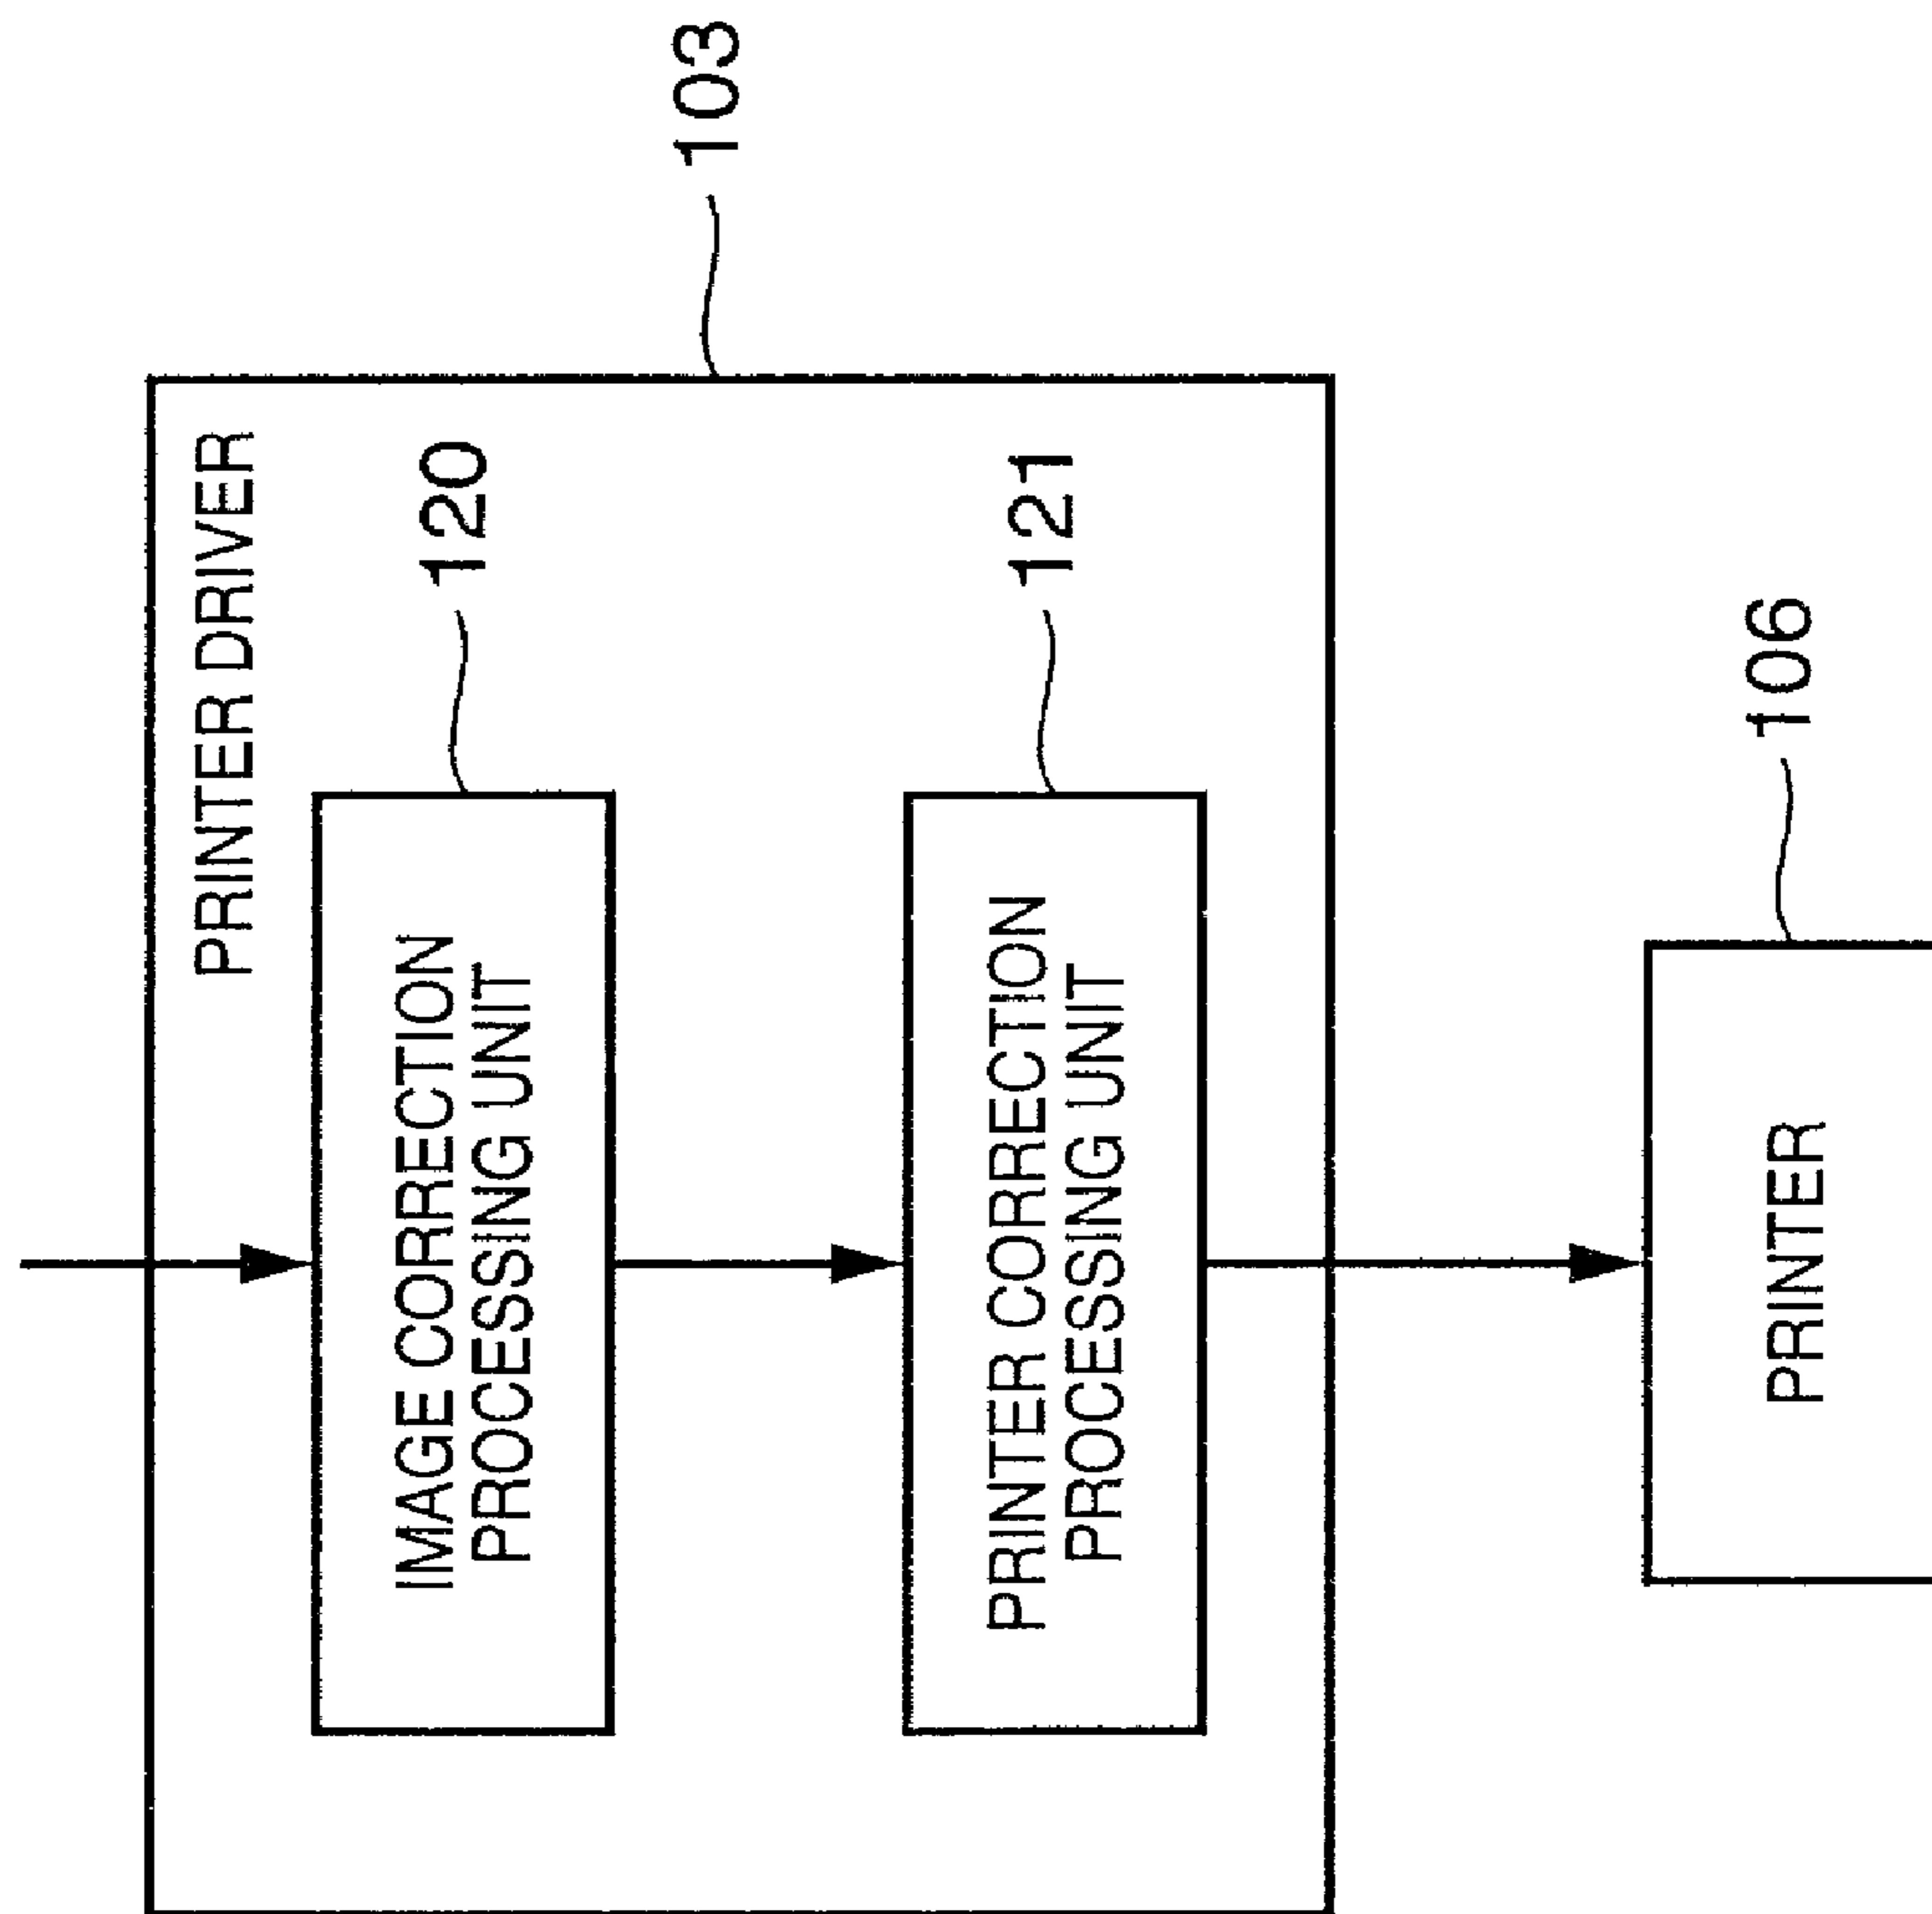 103
PRINTER DRIVER
120
IMAGE CORRECTION
PROCESSING UNIT
121
PRINTER CORRECTION
PROCESSING UNIT
106
PRINTER